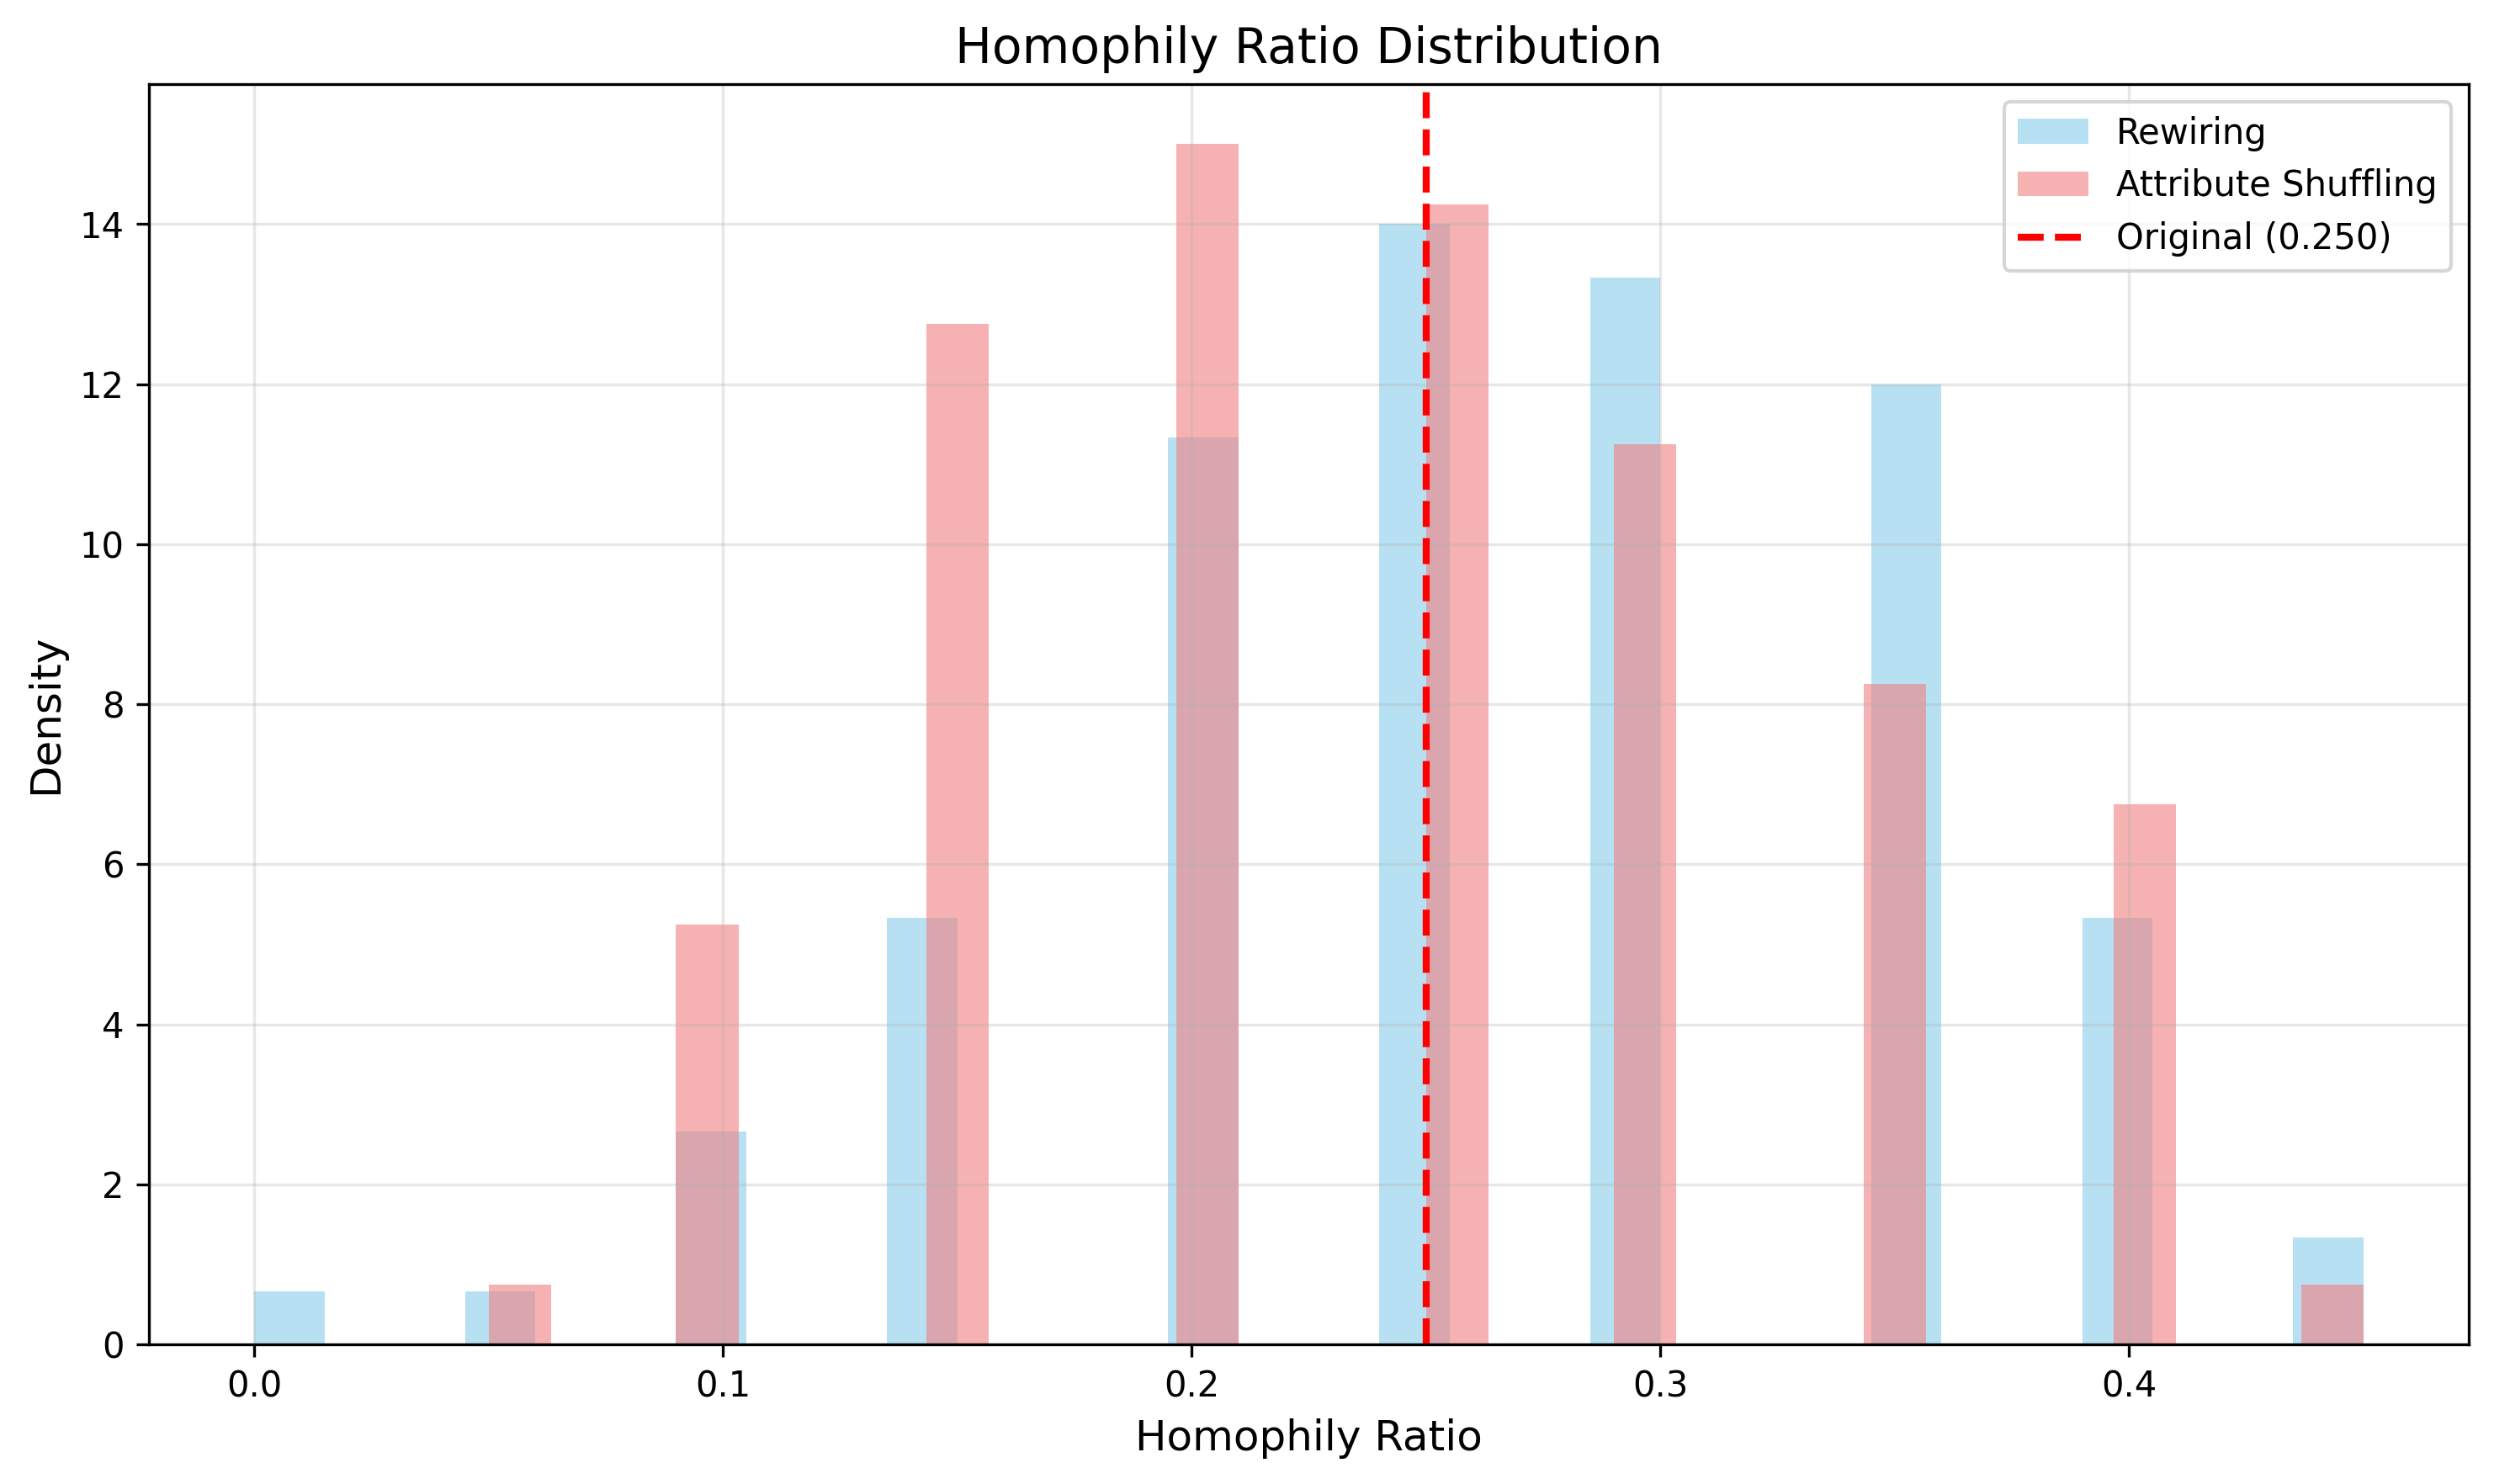 Homophily Ratio Distribution
Rewiring
Attribute Shuffling
Original (0.250)
Density
14
12
10
8
6
4
2
0
0.0 0.1 0.2 0.3 0.4
Homophily Ratio